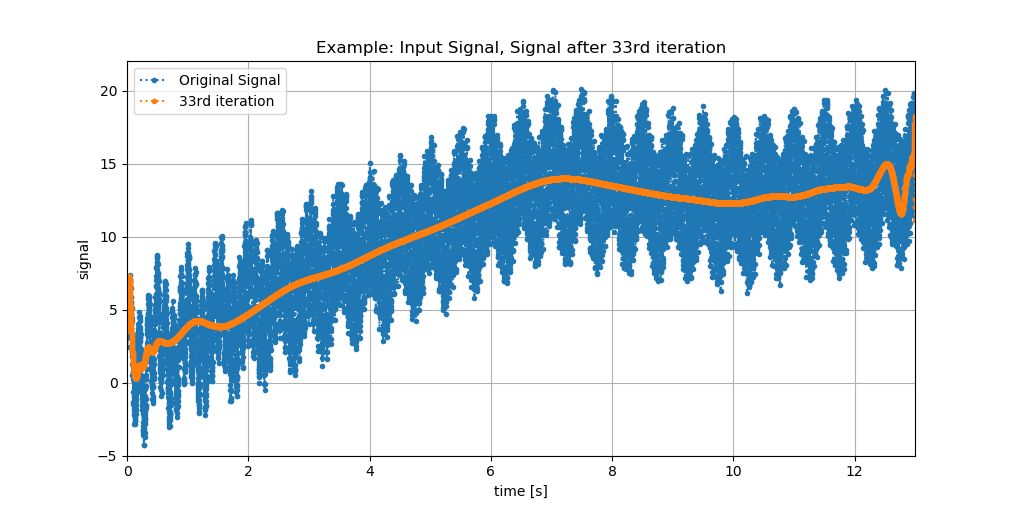 Example: Input Signal, Signal after 33rd iteration
Original Signal
33rd iteration
signal
20
15
10
5
0
−5
0 2 4 6 8 10 12
time [s]